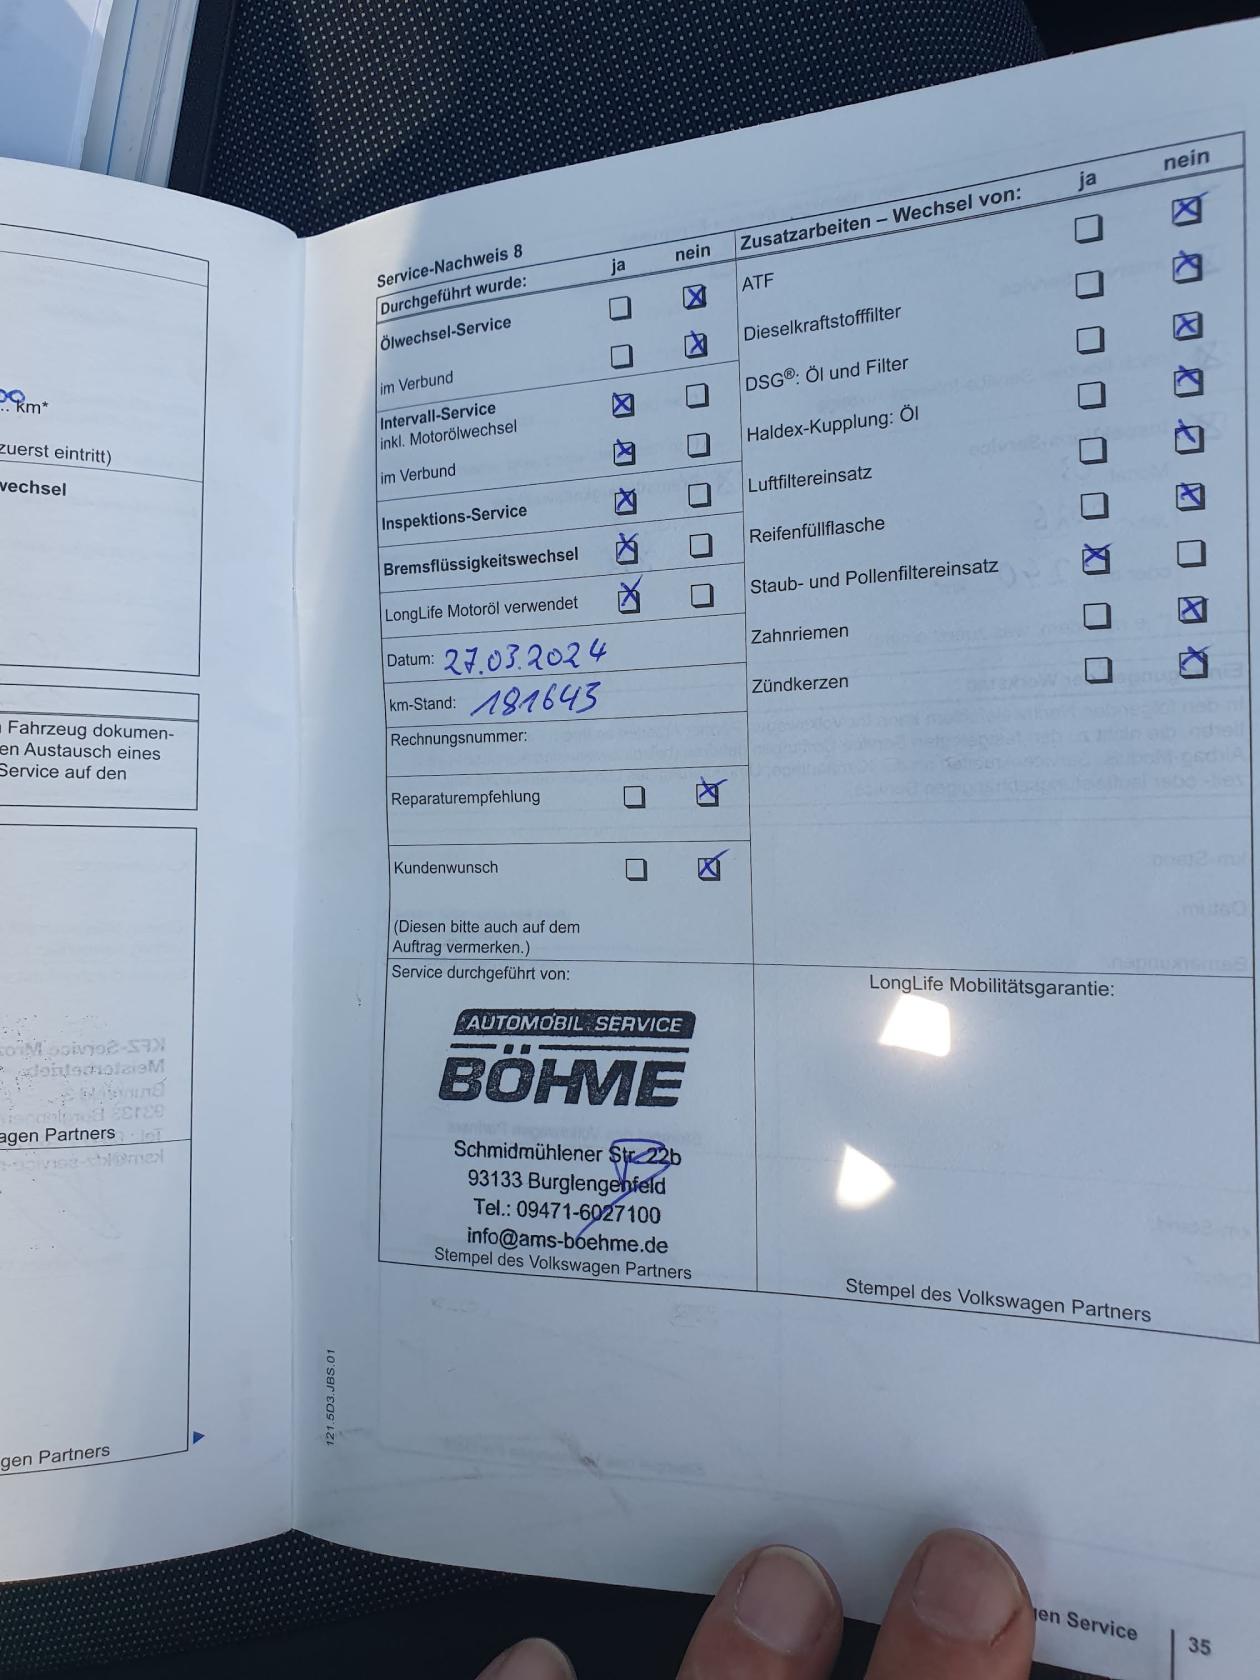 km*
zuerst eintritt)
wechsel
Fahrzeug dokumen-
en Austausch eines
Service auf den
agen Partners
gen Partners
Service-Nachweis 8
Durchgeführt wurde: ja nein
Ölwechsel-Service
im Verbund
Intervall-Service
inkl. Motorölwechsel
im Verbund
Inspektions-Service
Bremsflüssigkeitswechsel
LongLife Motoröl verwendet
Datum: 27.03.2024
km-Stand: 181643
Rechnungsnummer:
Reparaturempfehlung
Kundenwunsch
(Diesen bitte auch auf dem
Auftrag vermerken.)
Service durchgeführt von:
AUTOMOBIL-SERVICE
BÖHME
Schmidmühlener Str. 22b
93133 Burglengenfeld
Tel.: 09471-6027100
info@ams-boehme.de
Stempel des Volkswagen Partners
Zusatzarbeiten – Wechsel von: ja nein
ATF
Dieselkraftstofffilter
DSG®: Öl und Filter
Haldex-Kupplung: Öl
Luftfiltereinsatz
Reifenfüllflasche
Staub- und Pollenfiltereinsatz
Zahnriemen
Zündkerzen
LongLife Mobilitätsgarantie:
Stempel des Volkswagen Partners
121.5D3.JBS.01
en Service 35